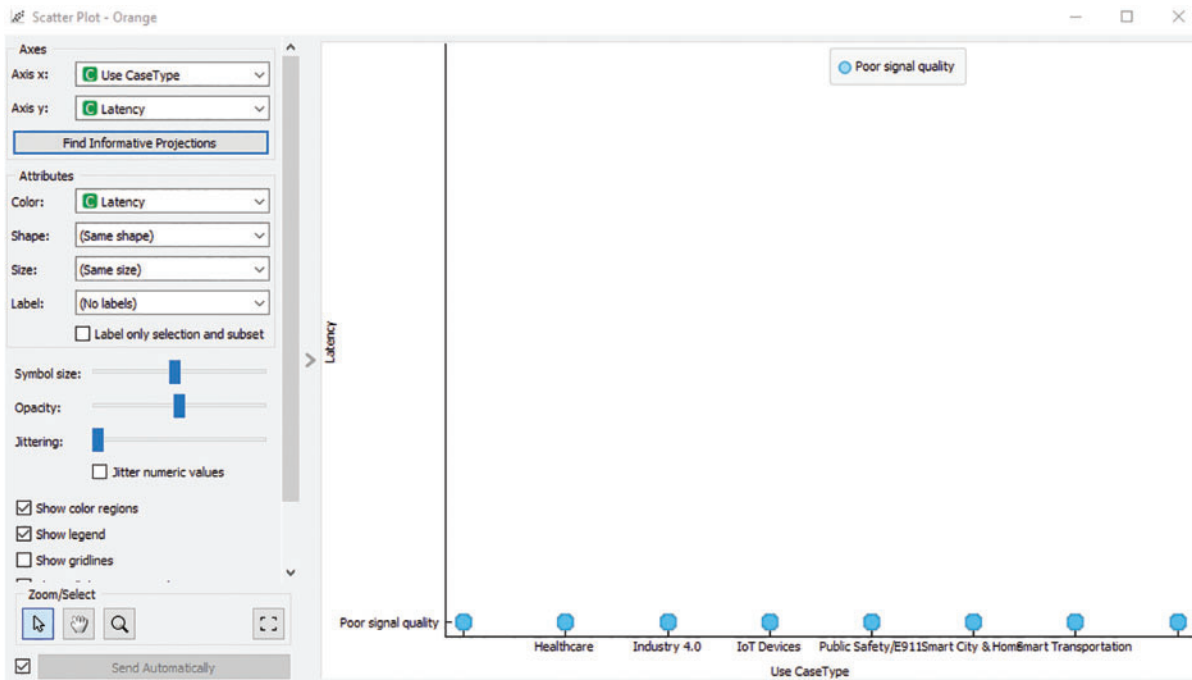 Scatter Plot - Orange
Axes
Axis x: C Use CaseType
Axis y: C Latency
Find Informative Projections
Attributes
Color: C Latency
Shape: (Same shape)
Size: (Same size)
Label: (No labels)
Label only selection and subset
Symbol size:
Opacity:
Jittering:
Jitter numeric values
Show color regions
Show legend
Show gridlines
Zoom/Select
Send Automatically
Poor signal quality
Latency
Poor signal quality
Healthcare Industry 4.0 IoT Devices Public Safety/E911 Smart City & Home Smart Transportation
Use CaseType